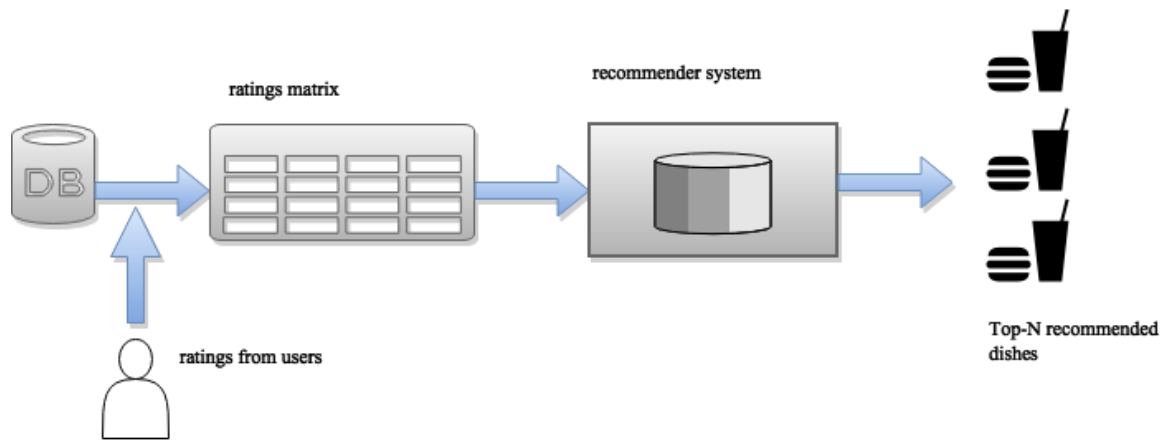 ratings matrix
recommender system
DB
ratings from users
Top-N recommended
dishes